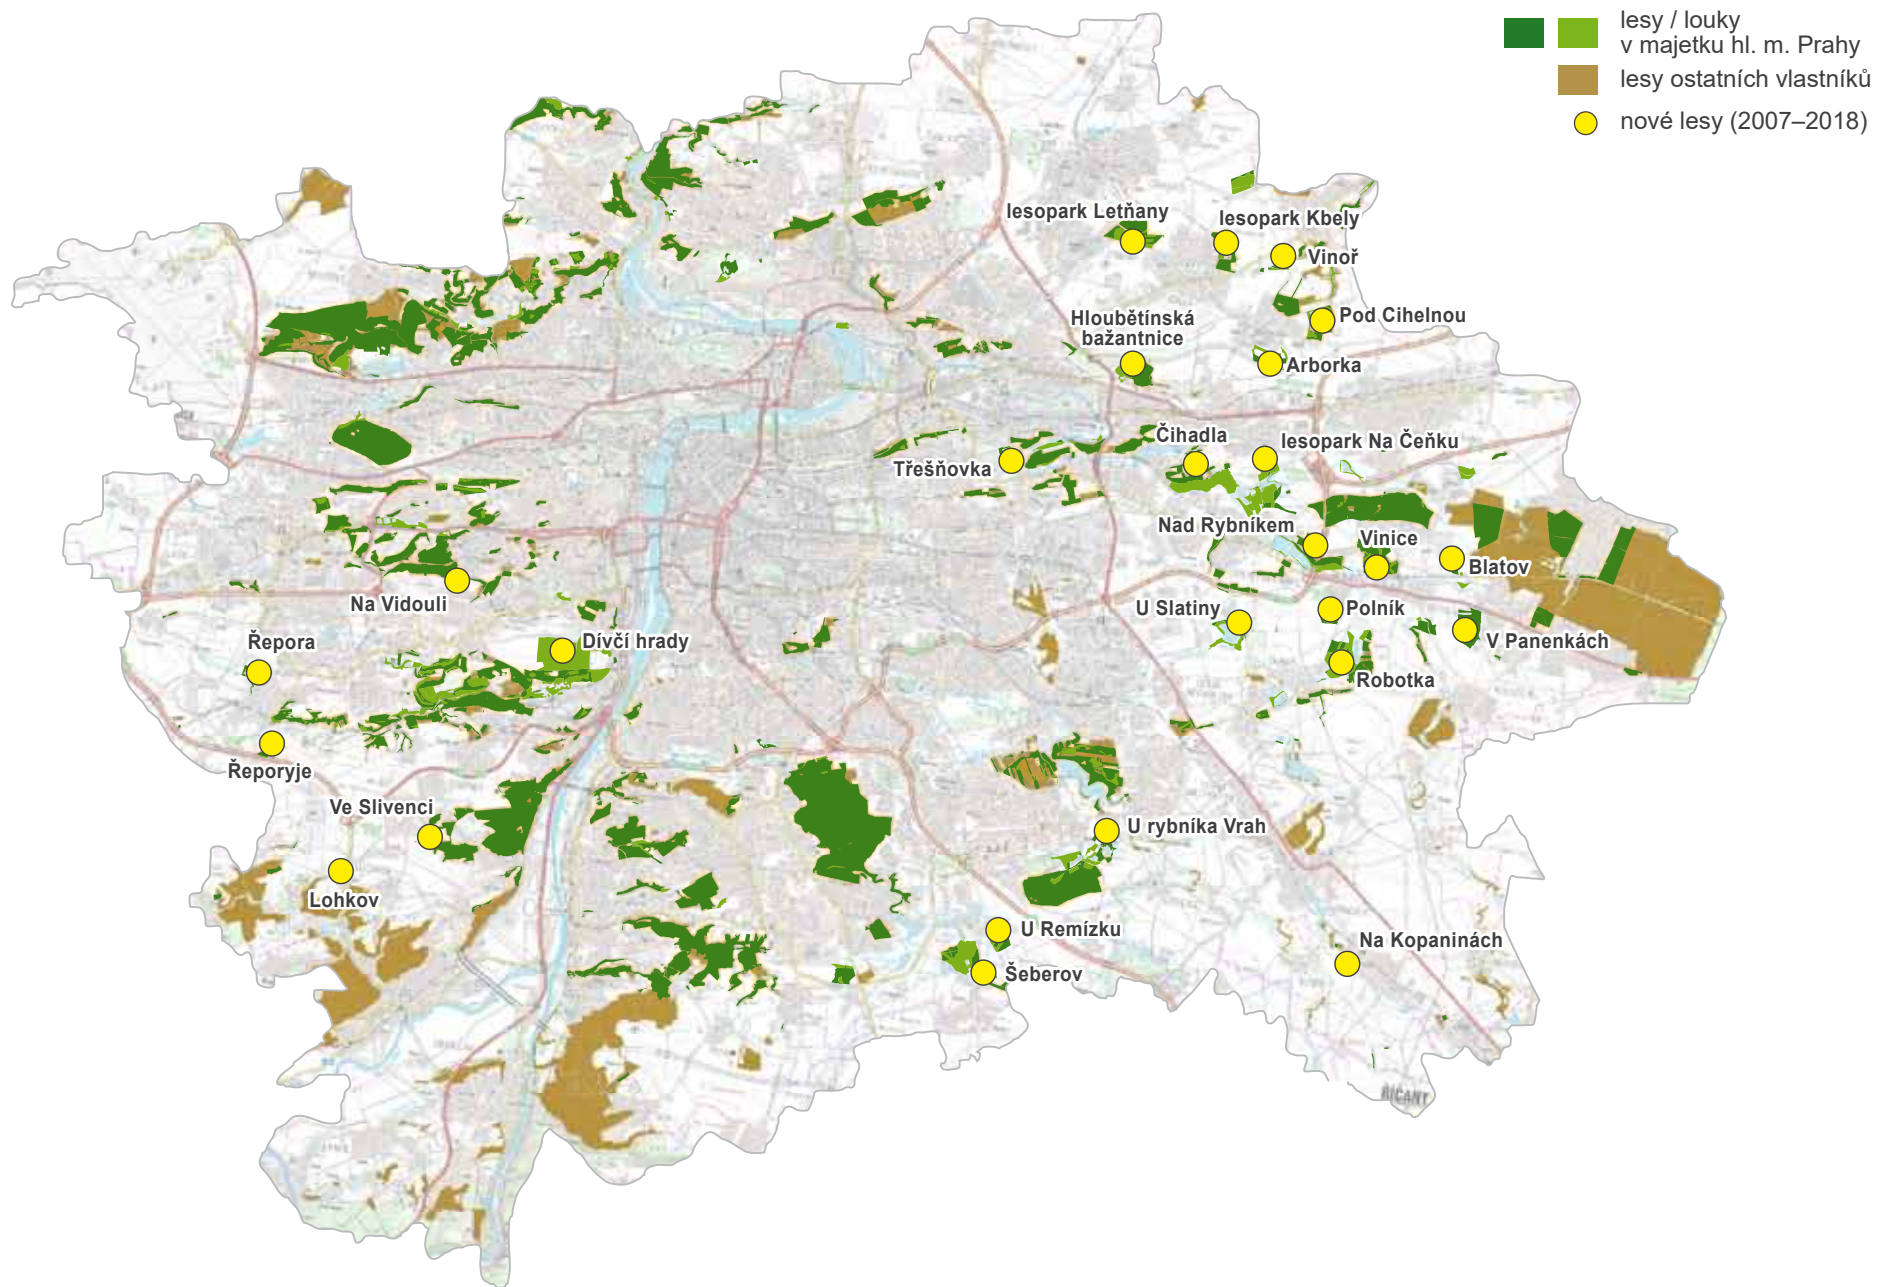 lesy / louky
v majetku hl. m. Prahy
lesy ostatních vlastníků
nové lesy (2007–2018)
lesopark Letňany
lesopark Kbely
Vinoř
Pod Cihelnou
Hloubětínská
bažantnice
Arborka
Čihadla
lesopark Na Čeňku
Třešňovka
Nad Rybníkem
Vinice
Blatov
Na Vidouli
U Slatiny
Polník
V Panenkách
Řepora
Dívčí hrady
Robotka
Řeporyje
Ve Slivenci
U rybníka Vrah
Lohkov
U Remízku
Na Kopaninách
Šeberov
ŘÍČANY